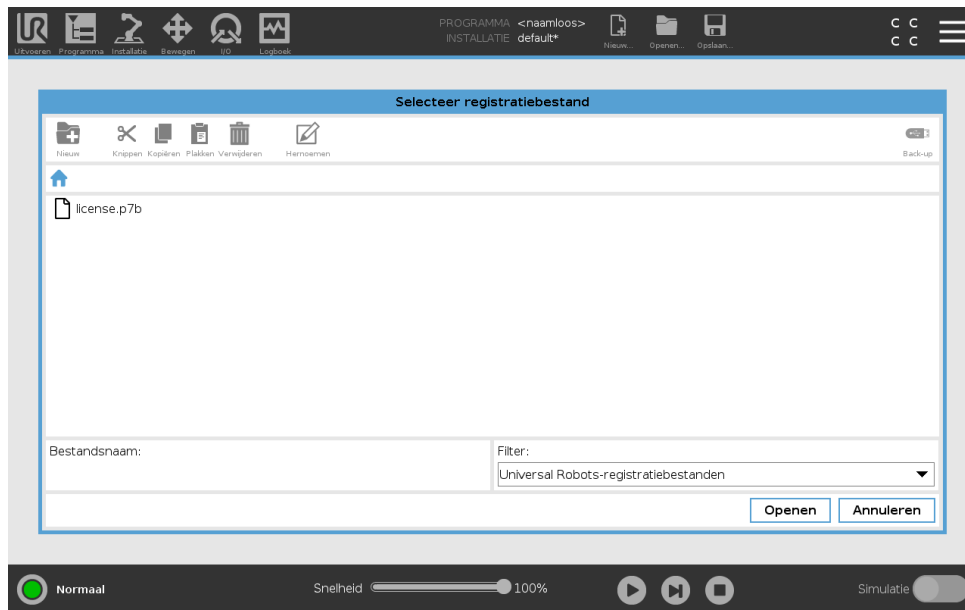 PROGRAMMA <naamloos>
INSTALLATIE default*
Uitvoeren Programma Installatie Bewegen I/O Logboek
Nieuw... Openen... Opslaan...
C C
C C
Selecteer registratiebestand
Nieuw Knippen Kopiëren Plakken Verwijderen Hernoemen Back-up
license.p7b
Bestandsnaam:
Filter:
Universal Robots-registratiebestanden
Openen Annuleren
Normaal Snelheid 100% Simulatie